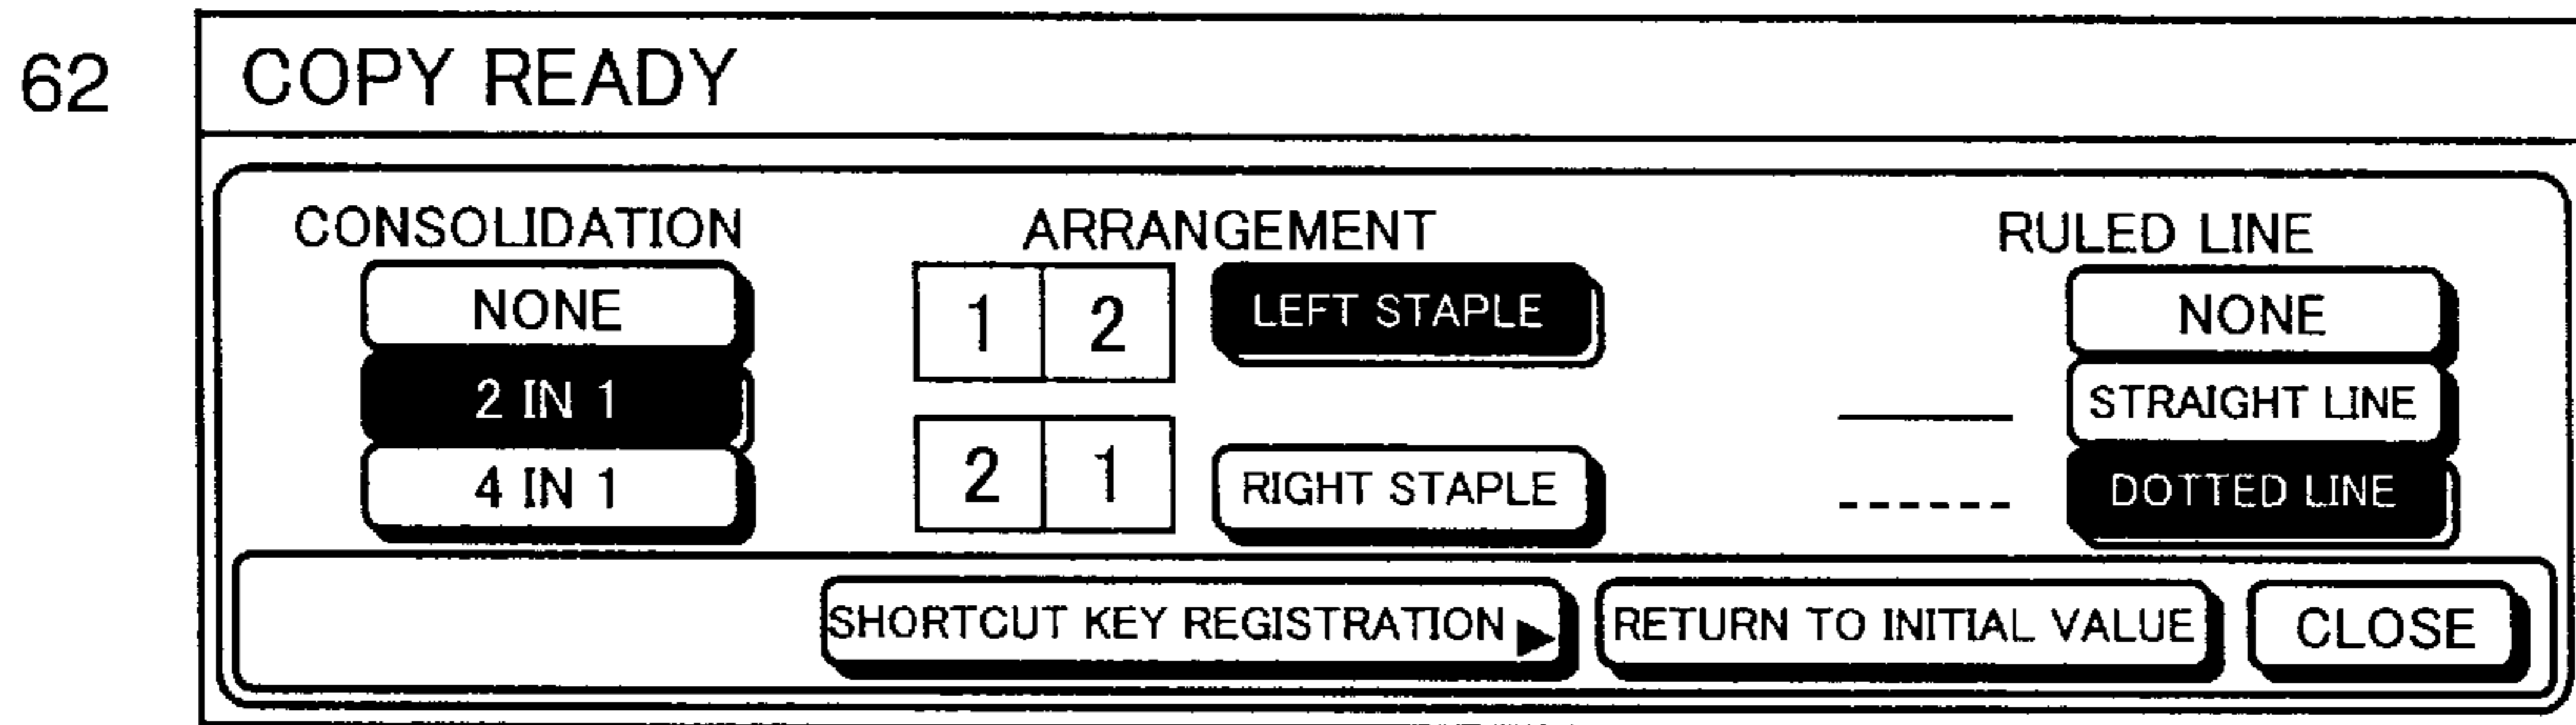 62
COPY READY
CONSOLIDATION
NONE
2 IN 1
4 IN 1
ARRANGEMENT
1 2
LEFT STAPLE
2 1
RIGHT STAPLE
RULED LINE
NONE
STRAIGHT LINE
DOTTED LINE
SHORTCUT KEY REGISTRATION
RETURN TO INITIAL VALUE
CLOSE